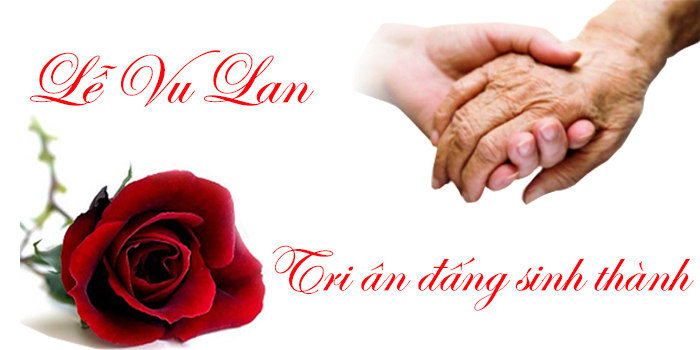 Lễ Vu Lan
Tri ân đấng sinh thành